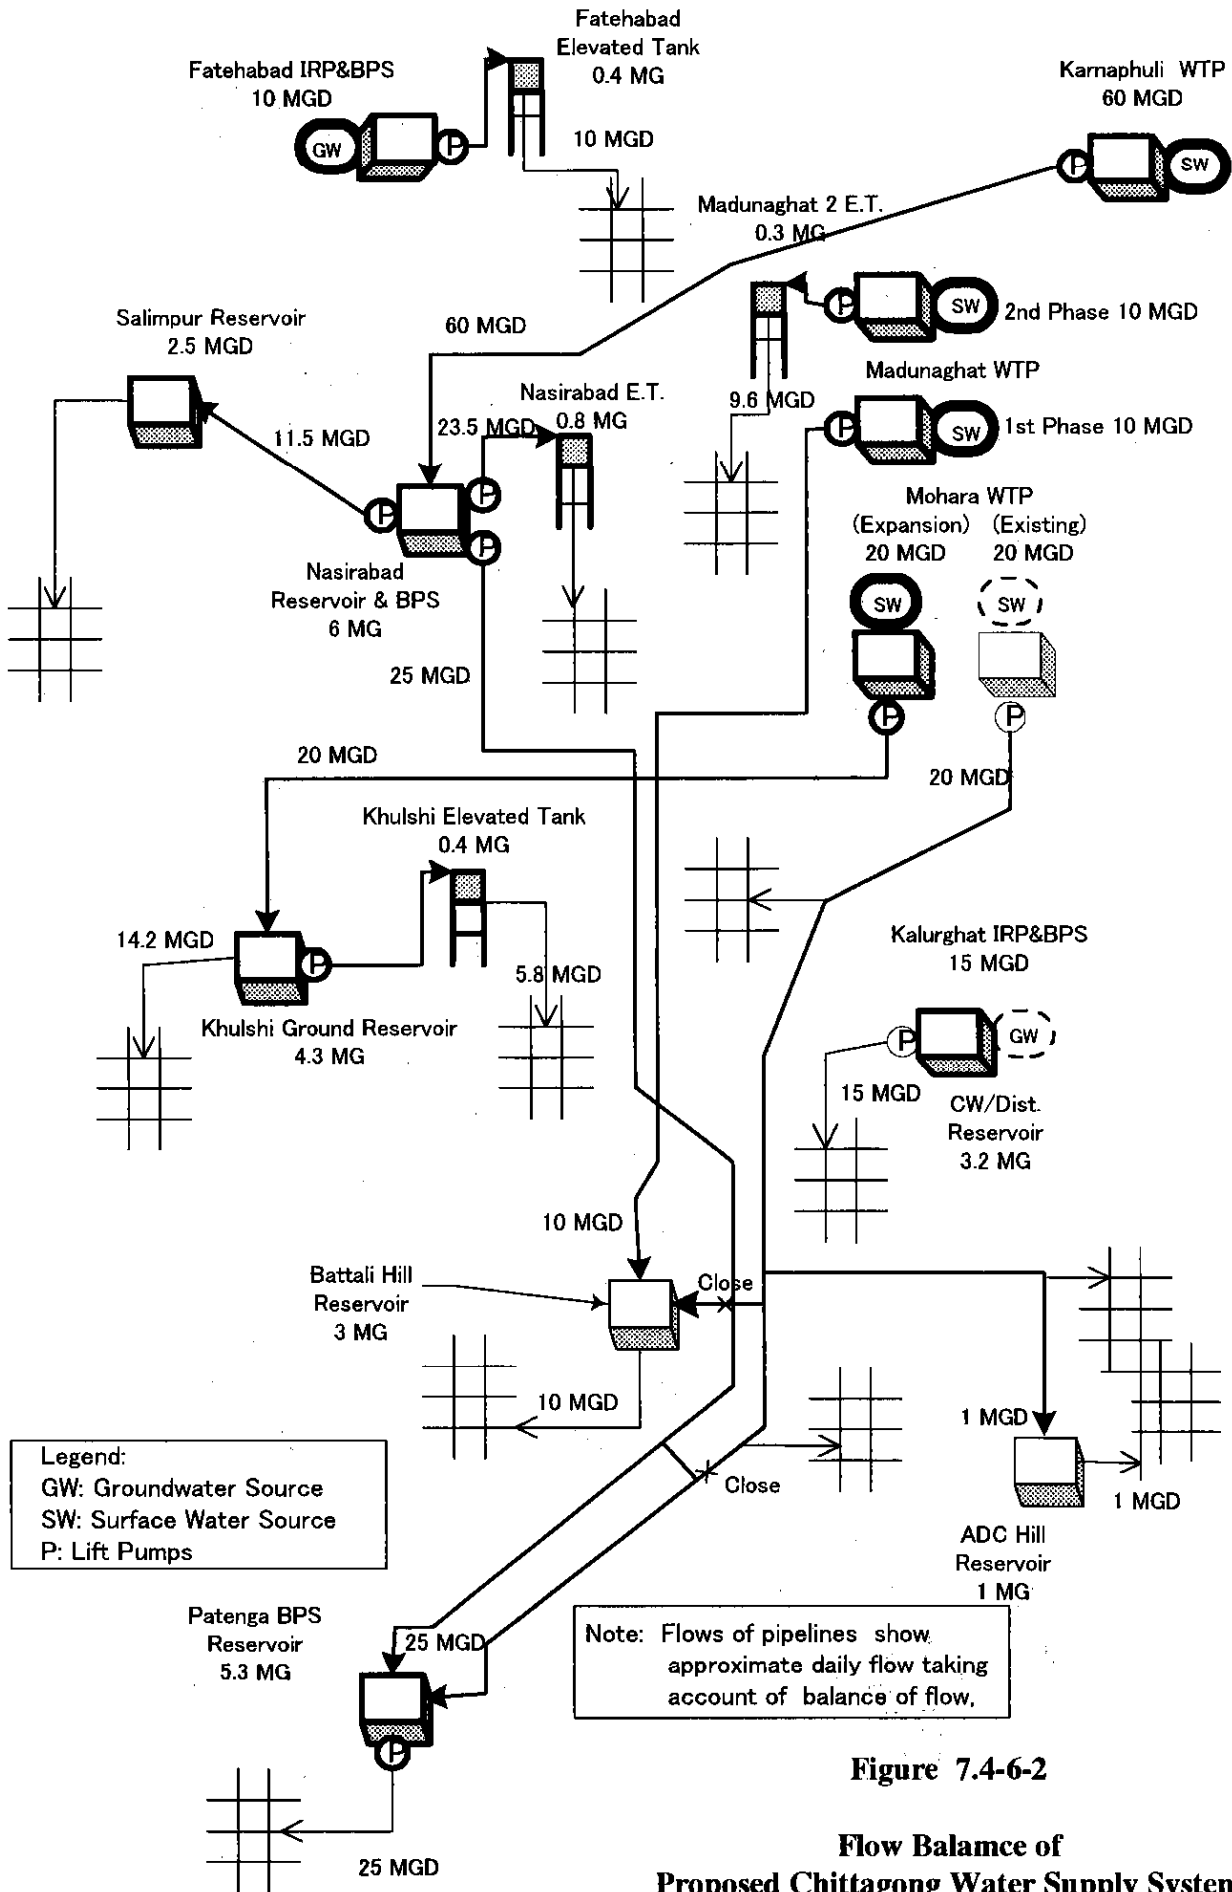 Fatehabad
Elevated Tank
0.4 MG
Fatehabad IRP&BPS
10 MGD
GW
P
10 MGD
Karnaphuli WTP
60 MGD
P
SW
Madunaghat 2 E.T.
0.3 MG
P
SW
2nd Phase 10 MGD
Madunaghat WTP
9.6 MGD
P
SW
1st Phase 10 MGD
Salimpur Reservoir
2.5 MGD
60 MGD
Nasirabad E.T.
0.8 MG
23.5 MGD
11.5 MGD
P
P
P
Nasirabad
Reservoir & BPS
6 MG
25 MGD
Mohara WTP
(Expansion) (Existing)
20 MGD 20 MGD
SW
SW
P
P
20 MGD
20 MGD
Khulshi Elevated Tank
0.4 MG
14.2 MGD
P
5.8 MGD
Khulshi Ground Reservoir
4.3 MG
Kalurghat IRP&BPS
15 MGD
P
GW
15 MGD
CW/Dist.
Reservoir
3.2 MG
10 MGD
Battali Hill
Reservoir
3 MG
Close
10 MGD
1 MGD
1 MGD
Close
ADC Hill
Reservoir
1 MG
Legend:
GW: Groundwater Source
SW: Surface Water Source
P: Lift Pumps
Patenga BPS
Reservoir
5.3 MG
25 MGD
P
25 MGD
Note: Flows of pipelines show
approximate daily flow taking
account of balance of flow,
Figure 7.4-6-2
Flow Balamce of
Proposed Chittagong Water Supply System